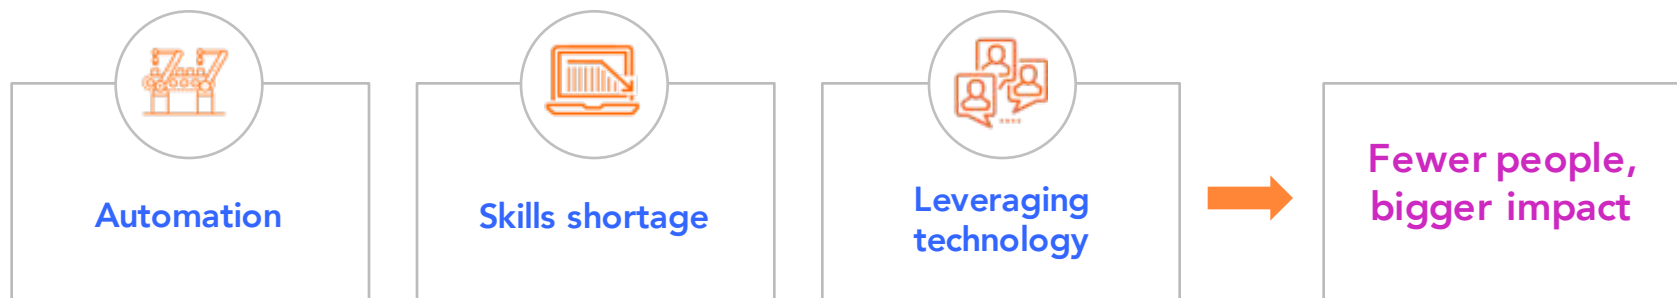 Automation
Skills shortage
Leveraging
technology
Fewer people,
bigger impact